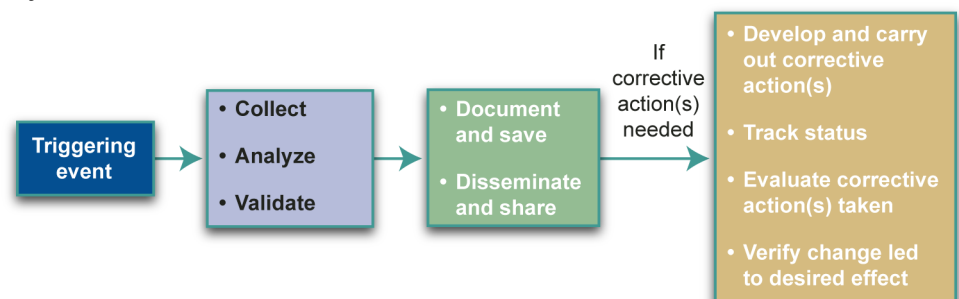 Triggering
event
• Collect
• Analyze
• Validate
• Document
and save
• Disseminate
and share
If
corrective
action(s)
needed
• Develop and carry
out corrective
action(s)
• Track status
• Evaluate corrective
action(s) taken
• Verify change led
to desired effect